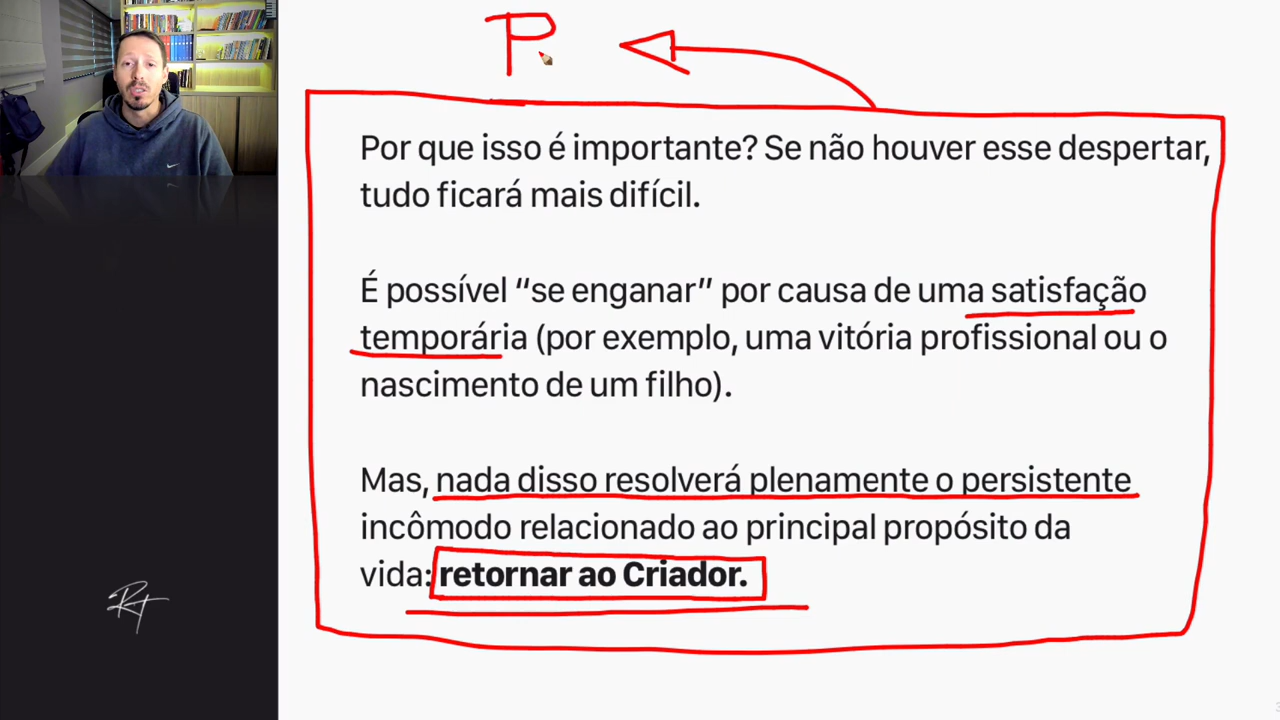 P
Por que isso é importante? Se não houver esse despertar,
tudo ficará mais difícil.
É possível “se enganar” por causa de uma satisfação
temporária (por exemplo, uma vitória profissional ou o
nascimento de um filho).
Mas, nada disso resolverá plenamente o persistente
incômodo relacionado ao principal propósito da
vida: retornar ao Criador.
RT